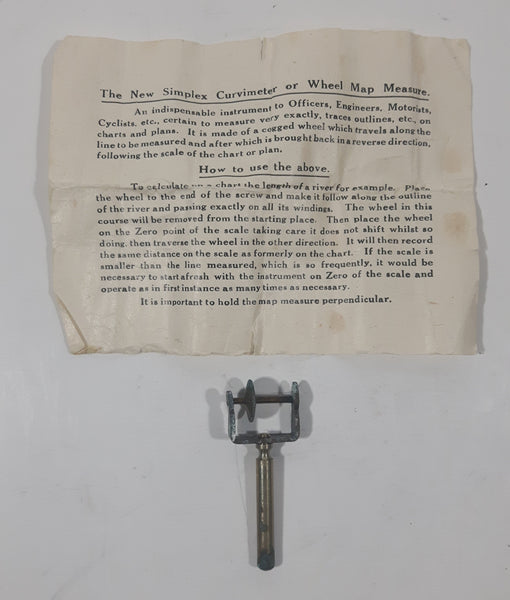 The New Simplex Curvimeter or Wheel Map Measure.
An indispensable instrument to Officers, Engineers, Motorists,
Cyclists, etc., certain to measure very exactly, traces outlines, etc., on
charts and plans. It is made of a cogged wheel which travels along the
line to be measured and after which is brought back in a reverse direction,
following the scale of the chart or plan.
How to use the above.
To calculate on a chart the length of a river for example. Place
the wheel to the end of the screw and make it follow along the outline
of the river and passing exactly on all its windings. The wheel in this
course will be removed from the starting place. Then place the wheel
on the Zero point of the scale taking care it does not shift whilst so
doing, then traverse the wheel in the other direction. It will then record
the same distance on the scale as formerly on the chart. If the scale is
smaller than the line measured, which is so frequently, it would be
necessary to start afresh with the instrument on Zero of the scale and
operate as in first instance as many times as necessary.
It is important to hold the map measure perpendicular.